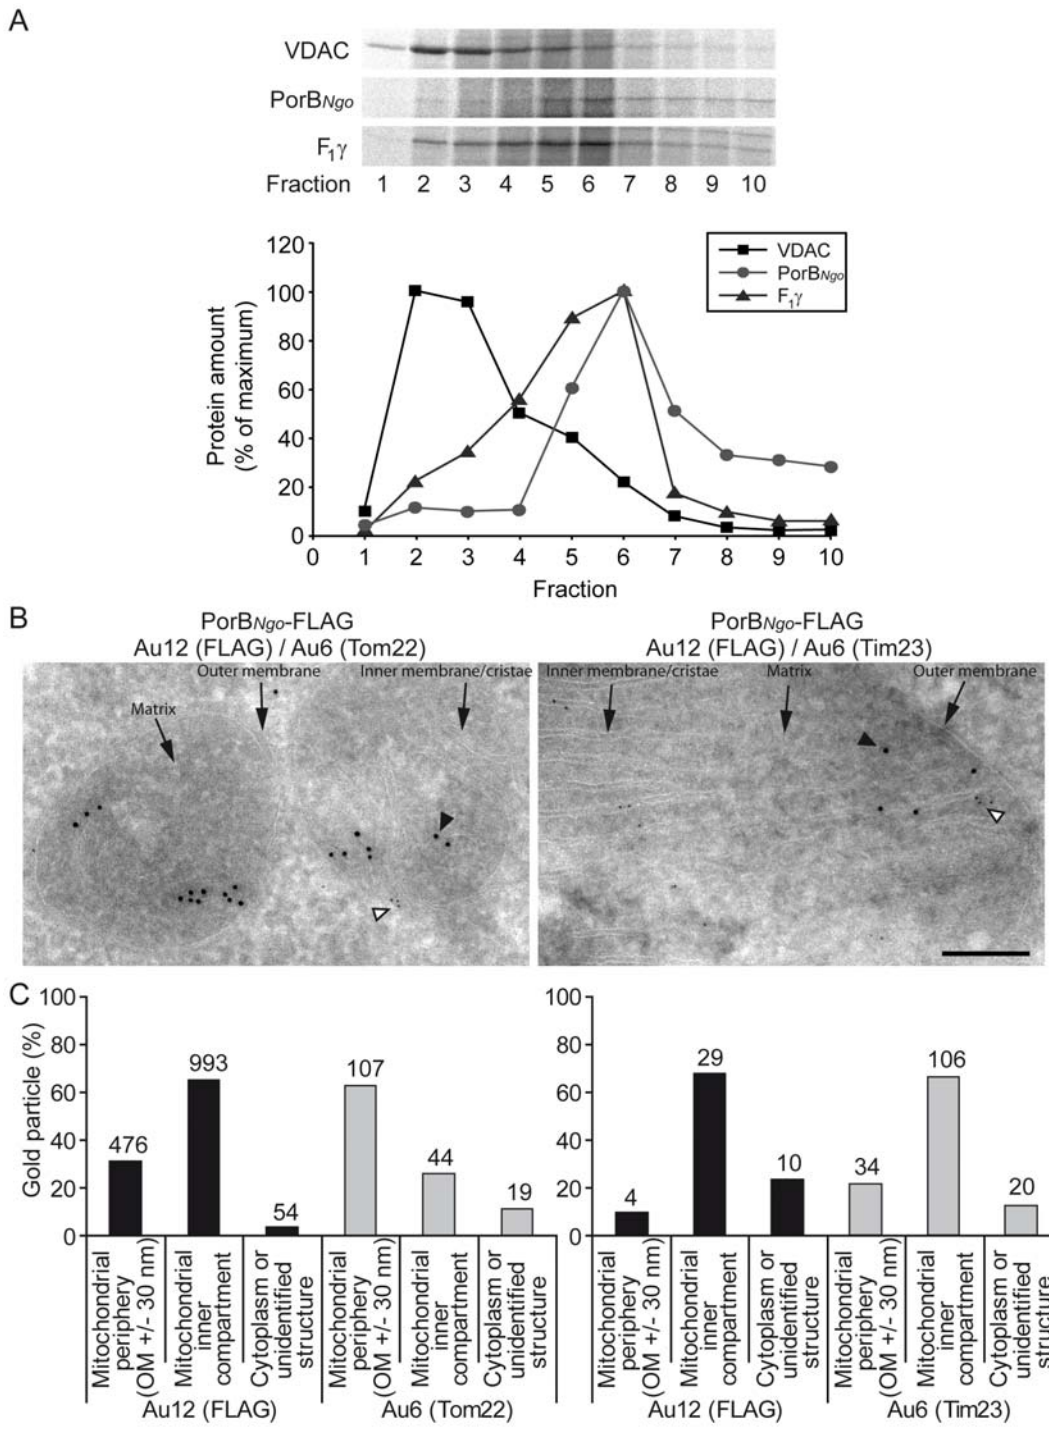 A
VDAC
PorBNgo
F1γ
Fraction 1 2 3 4 5 6 7 8 9 10
120
100
80
60
40
20
0
Protein amount
(% of maximum)
VDAC
PorBNgo
F1γ
0 1 2 3 4 5 6 7 8 9 10
Fraction
B
PorBNgo-FLAG
Au12 (FLAG) / Au6 (Tom22)
Outer membrane
Inner membrane/cristae
Matrix
PorBNgo-FLAG
Au12 (FLAG) / Au6 (Tim23)
Inner membrane/cristae
Matrix
Outer membrane
C
Gold particle (%)
100
80
60
40
20
0
476
993
54
107
44
19
Mitochondrial
periphery
(OM +/- 30 nm)
Mitochondrial
inner
compartment
Cytoplasm or
unidentified
structure
Mitochondrial
periphery
(OM +/- 30 nm)
Mitochondrial
inner
compartment
Cytoplasm or
unidentified
structure
Au12 (FLAG)
Au6 (Tom22)
100
80
60
40
20
0
4
29
10
34
106
20
Mitochondrial
periphery
(OM +/- 30 nm)
Mitochondrial
inner
compartment
Cytoplasm or
unidentified
structure
Mitochondrial
periphery
(OM +/- 30 nm)
Mitochondrial
inner
compartment
Cytoplasm or
unidentified
structure
Au12 (FLAG)
Au6 (Tim23)